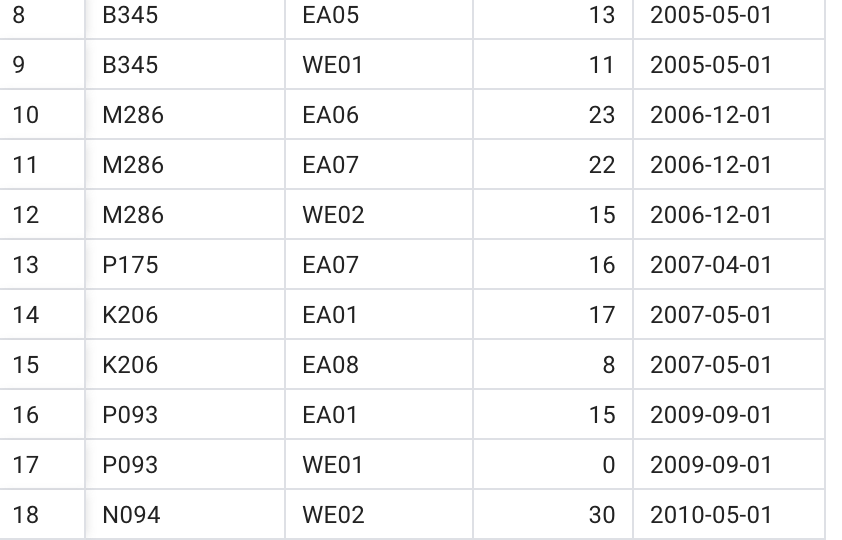 8 B345 EA05 13 2005-05-01
9 B345 WE01 11 2005-05-01
10 M286 EA06 23 2006-12-01
11 M286 EA07 22 2006-12-01
12 M286 WE02 15 2006-12-01
13 P175 EA07 16 2007-04-01
14 K206 EA01 17 2007-05-01
15 K206 EA08 8 2007-05-01
16 P093 EA01 15 2009-09-01
17 P093 WE01 0 2009-09-01
18 N094 WE02 30 2010-05-01